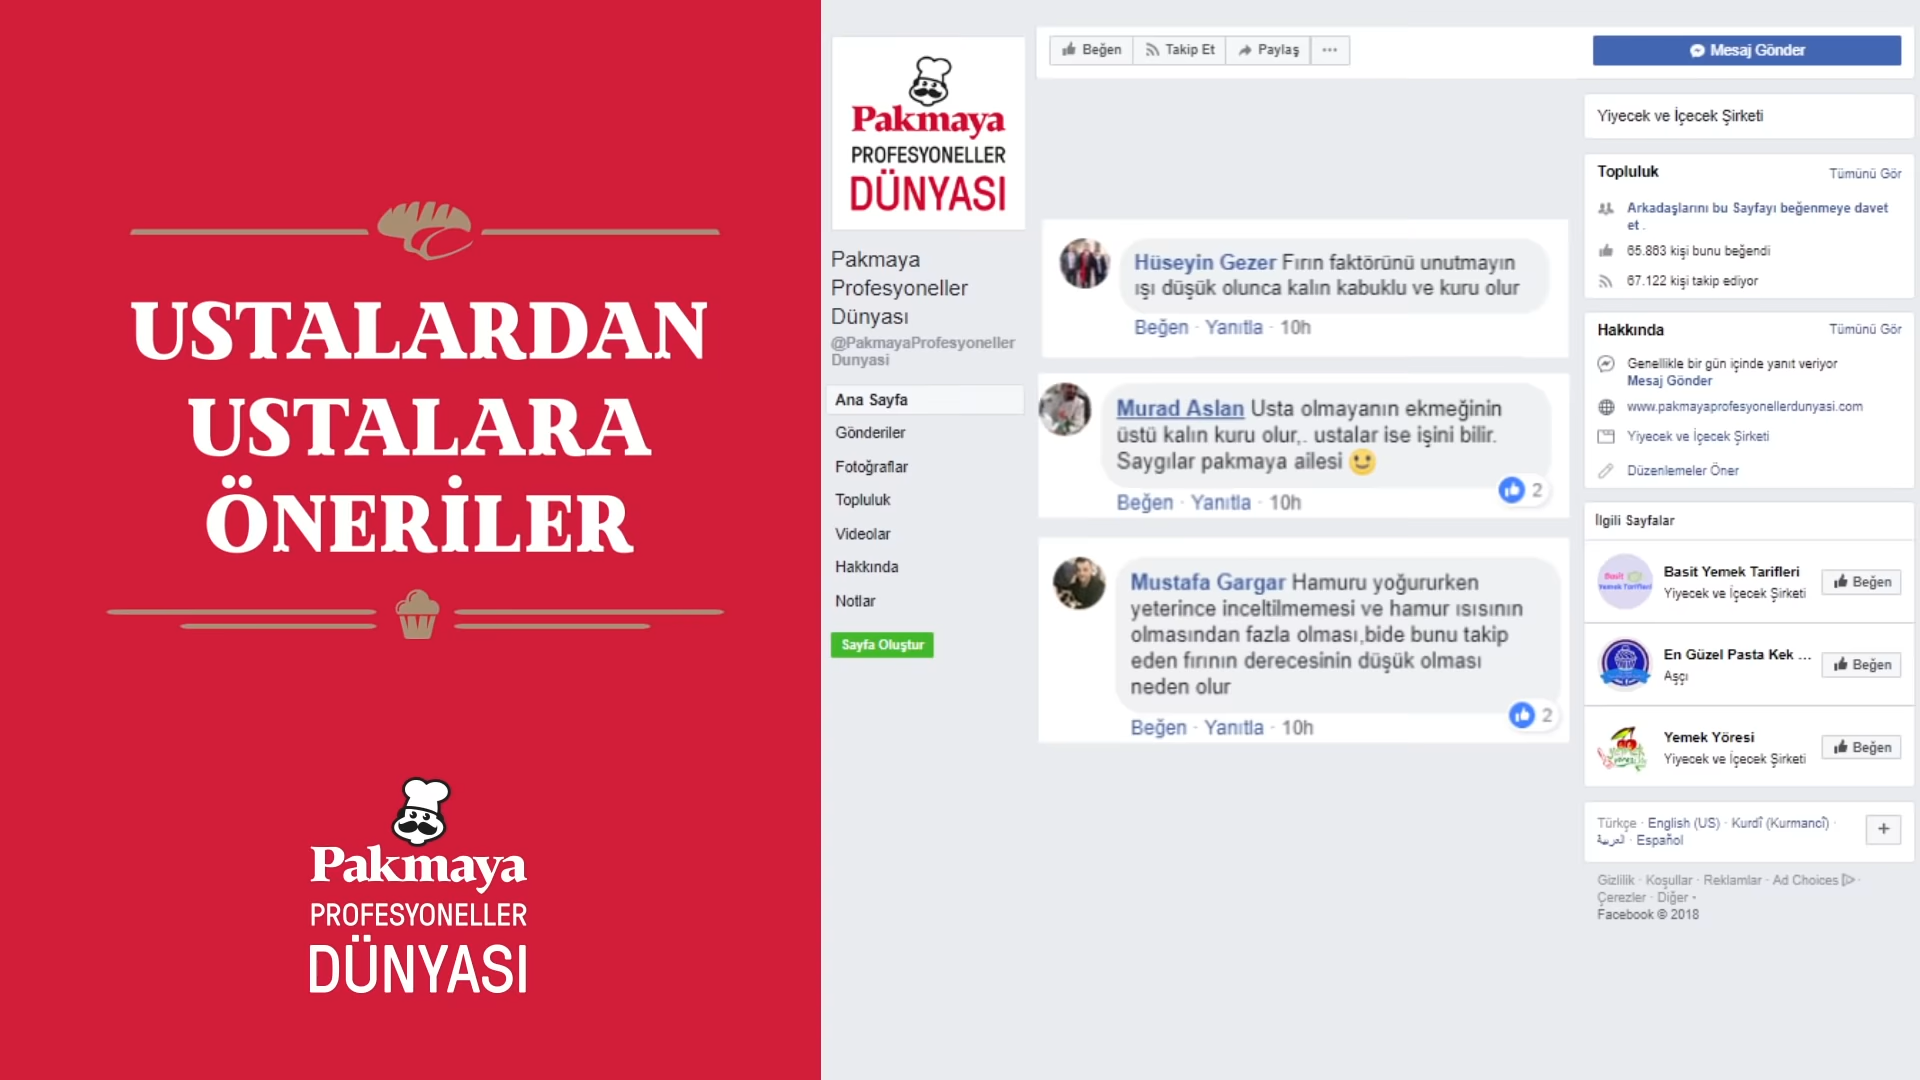 USTALARDAN
USTALARA
ÖNERİLER
Pakmaya
PROFESYONELLER
DÜNYASI
Pakmaya
PROFESYONELLER
DÜNYASI
Pakmaya
Profesyoneller
Dünyası
@PakmayaProfesyoneller
Dunyasi
Ana Sayfa
Gönderiler
Fotoğraflar
Topluluk
Videolar
Hakkında
Notlar
Sayfa Oluştur
Beğen Takip Et Paylaş ···
Mesaj Gönder
Hüseyin Gezer Fırın faktörünü unutmayın
ışı düşük olunca kalın kabuklu ve kuru olur
Beğen · Yanıtla · 10h
Murad Aslan Usta olmayanın ekmeğinin
üstü kalın kuru olur,. ustalar ise işini bilir.
Saygılar pakmaya ailesi 🙂
2
Beğen · Yanıtla · 10h
Mustafa Gargar Hamuru yoğururken
yeterince inceltilmemesi ve hamur ısısının
olmasından fazla olması,bide bunu takip
eden fırının derecesinin düşük olması
neden olur
2
Beğen · Yanıtla · 10h
Yiyecek ve İçecek Şirketi
Topluluk Tümünü Gör
Arkadaşlarını bu Sayfayı beğenmeye davet
et .
65.863 kişi bunu beğendi
67.122 kişi takip ediyor
Hakkında Tümünü Gör
Genellikle bir gün içinde yanıt veriyor
Mesaj Gönder
www.pakmayaprofesyonellerdunyasi.com
Yiyecek ve İçecek Şirketi
Düzenlemeler Öner
İlgili Sayfalar
Basit
Yemek Tarifleri
Basit Yemek Tarifleri
Yiyecek ve İçecek Şirketi
Beğen
En Güzel Pasta Kek ...
Aşçı
Beğen
Yemek Yöresi
Yiyecek ve İçecek Şirketi
Beğen
Türkçe · English (US) · Kurdî (Kurmancî) ·
العربية · Español
+
Gizlilik · Koşullar · Reklamlar · Ad Choices ·
Çerezler · Diğer
Facebook © 2018